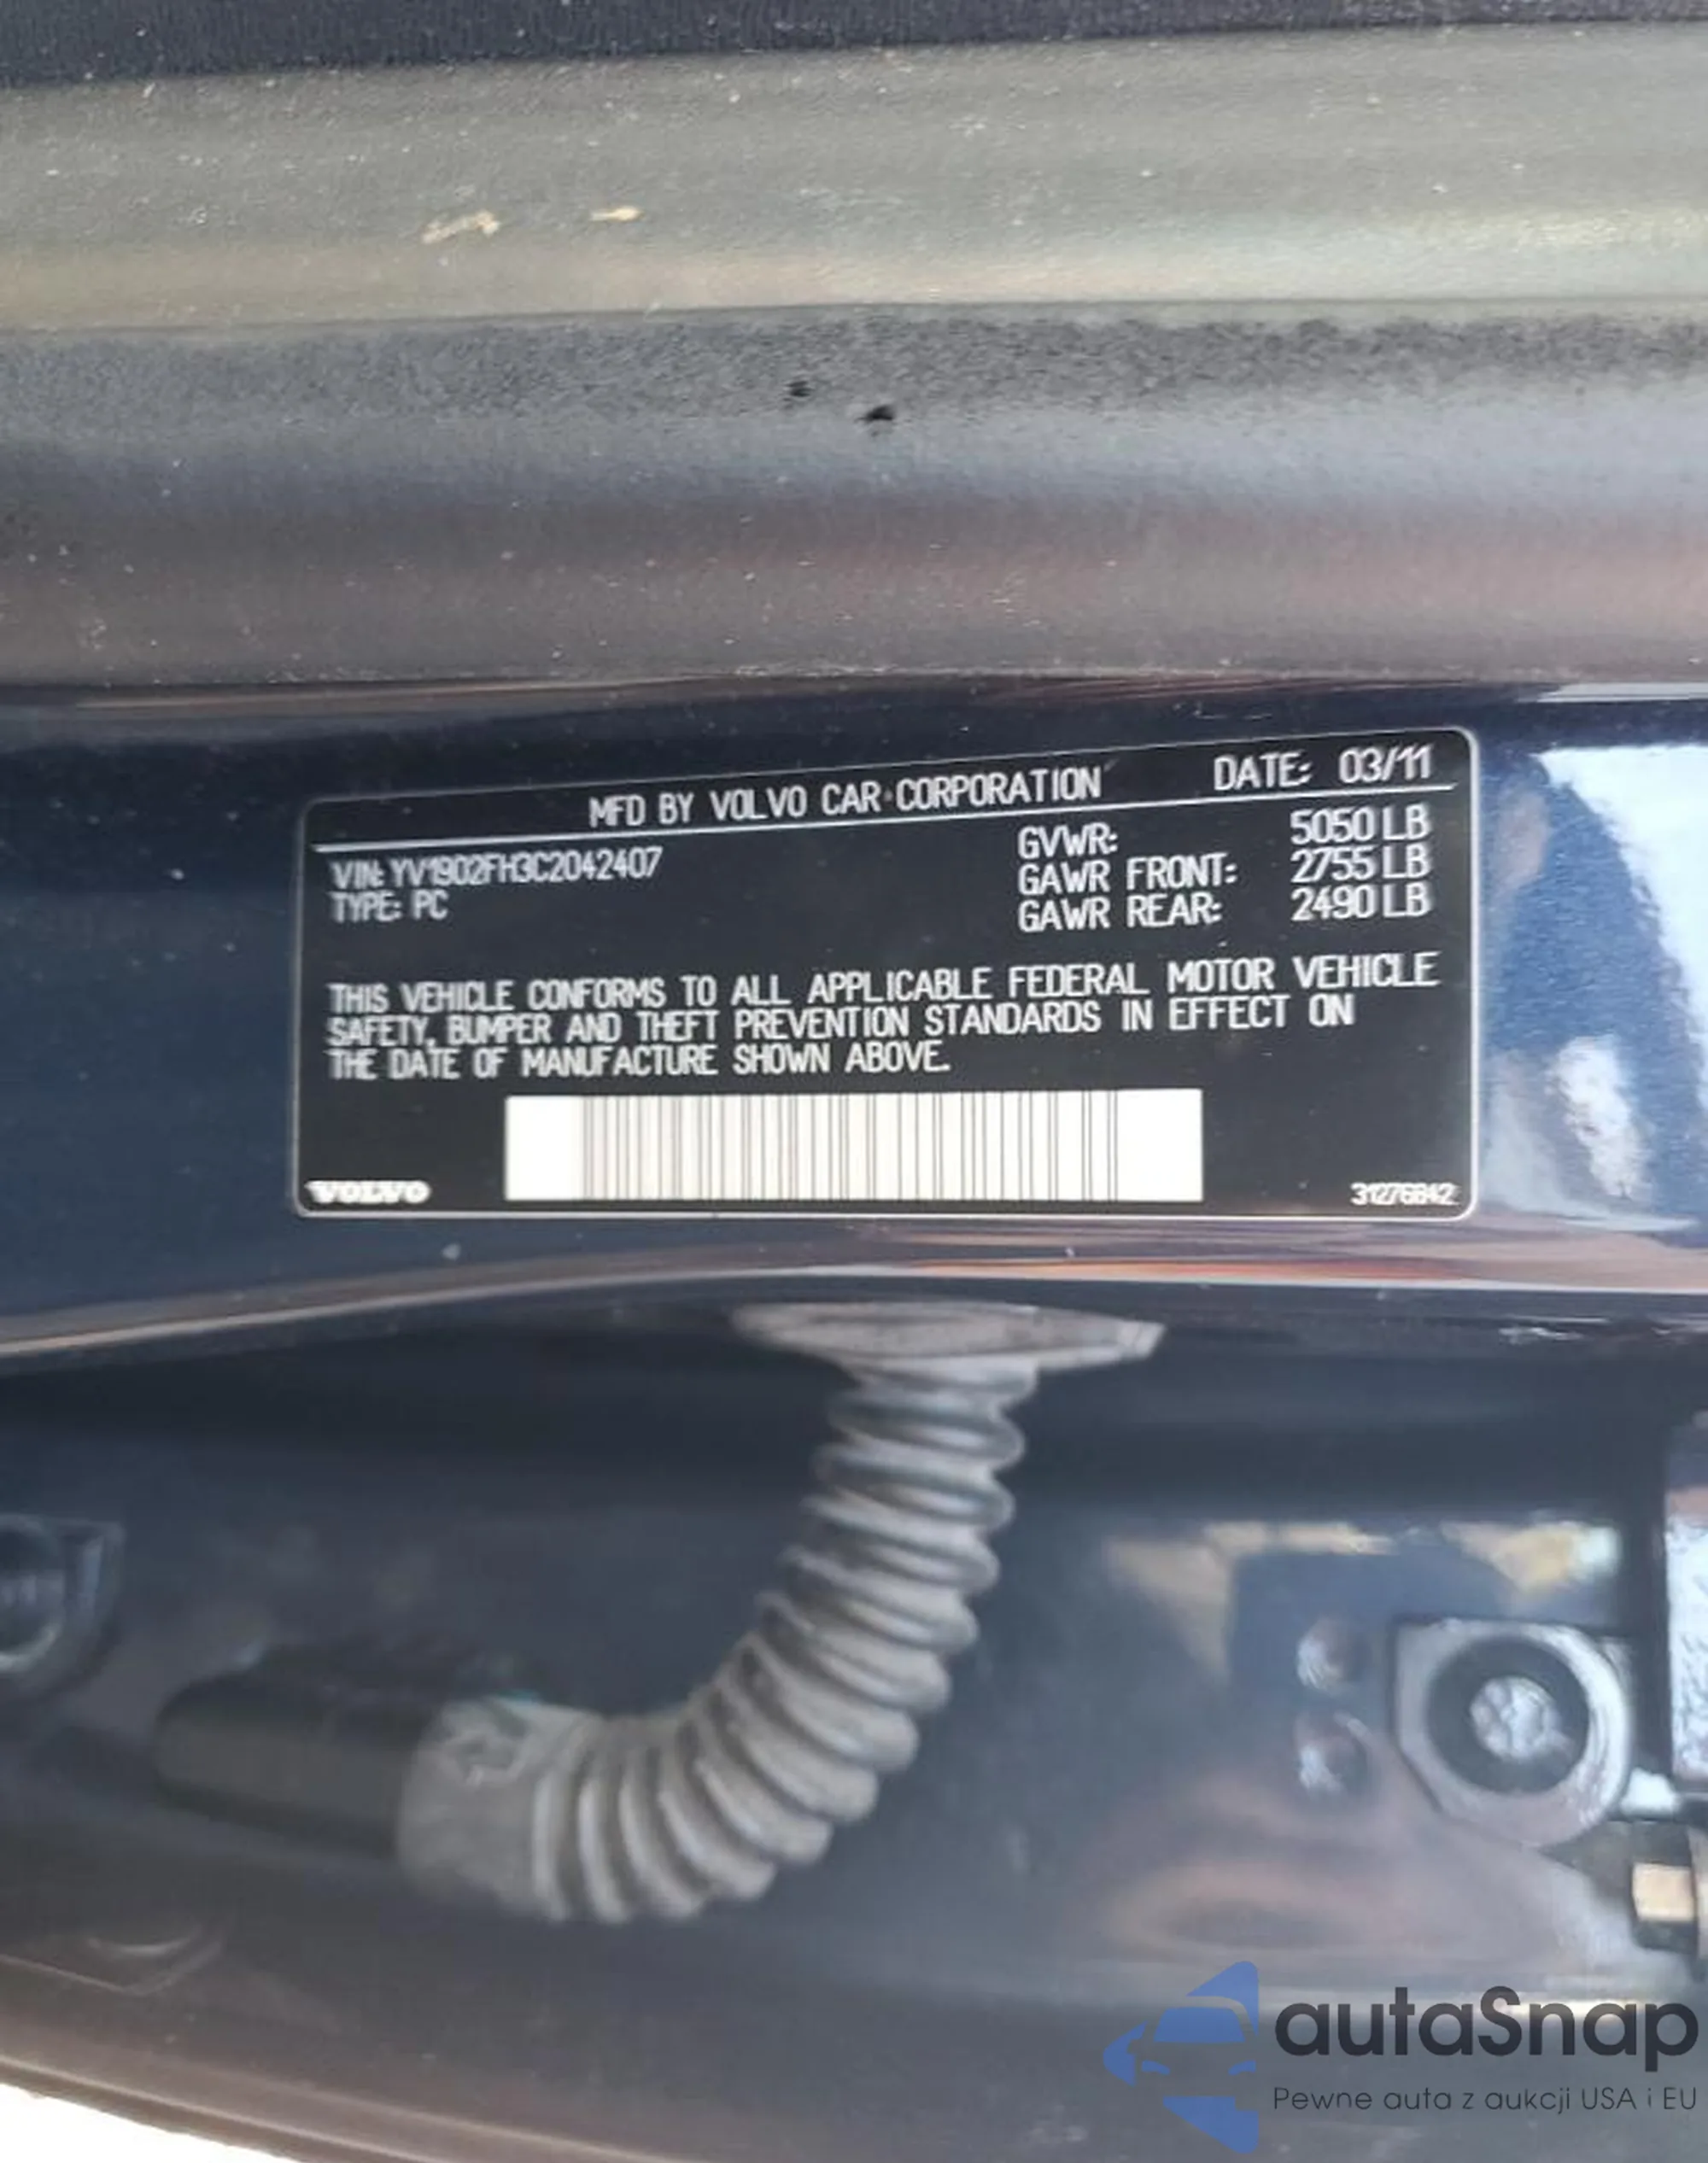 MFD BY VOLVO CAR CORPORATION DATE: 03/11
VIN: YV1902FH3C2042407
TYPE: PC
GVWR: 5050 LB
GAWR FRONT: 2755 LB
GAWR REAR: 2490 LB
THIS VEHICLE CONFORMS TO ALL APPLICABLE FEDERAL MOTOR VEHICLE
SAFETY, BUMPER AND THEFT PREVENTION STANDARDS IN EFFECT ON
THE DATE OF MANUFACTURE SHOWN ABOVE.
VOLVO
31276842
autaSnap
Pewne auta z aukcji USA i EU